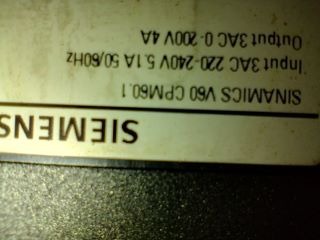 SIEMENS
SINAMICS V60 CPM60.1
Input 3AC 220-240V 5.1A 50/60Hz
Output 3AC 0-200V 4A